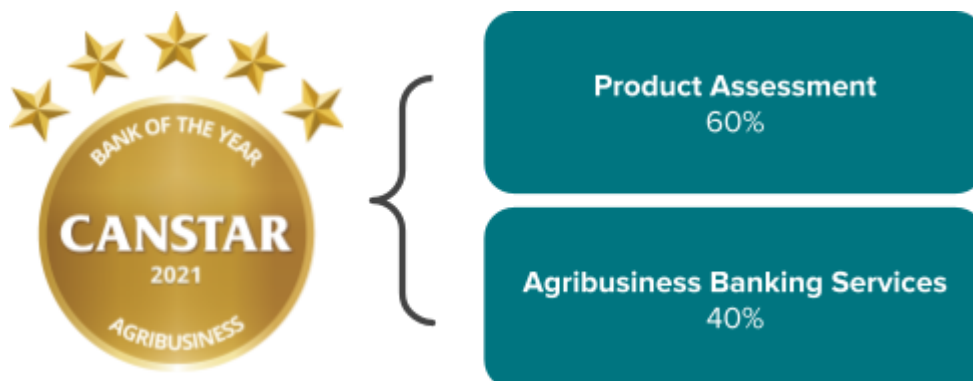 BANK OF THE YEAR
CANSTAR
2021
AGRIBUSINESS
Product Assessment
60%
Agribusiness Banking Services
40%